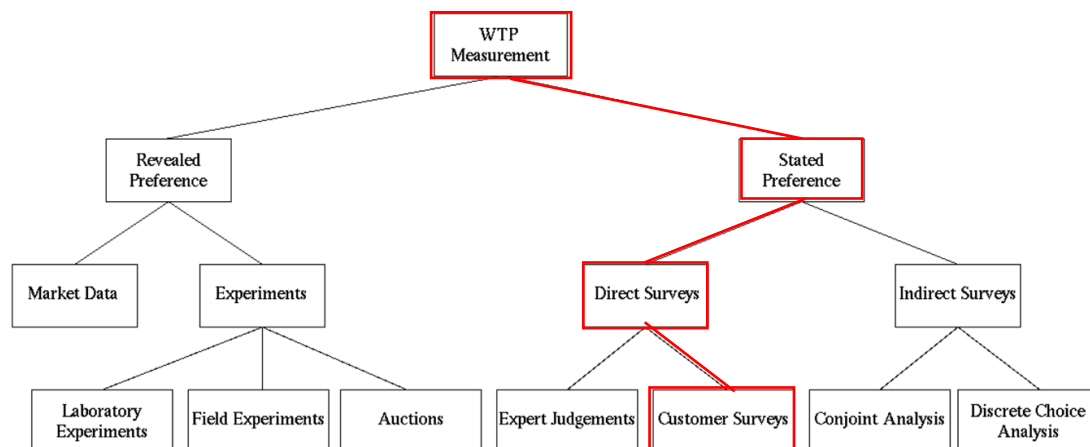 WTP
Measurement
Revealed
Preference
Stated
Preference
Market Data
Experiments
Direct Surveys
Indirect Surveys
Laboratory
Experiments
Field Experiments
Auctions
Expert Judgements
Customer Surveys
Conjoint Analysis
Discrete Choice
Analysis